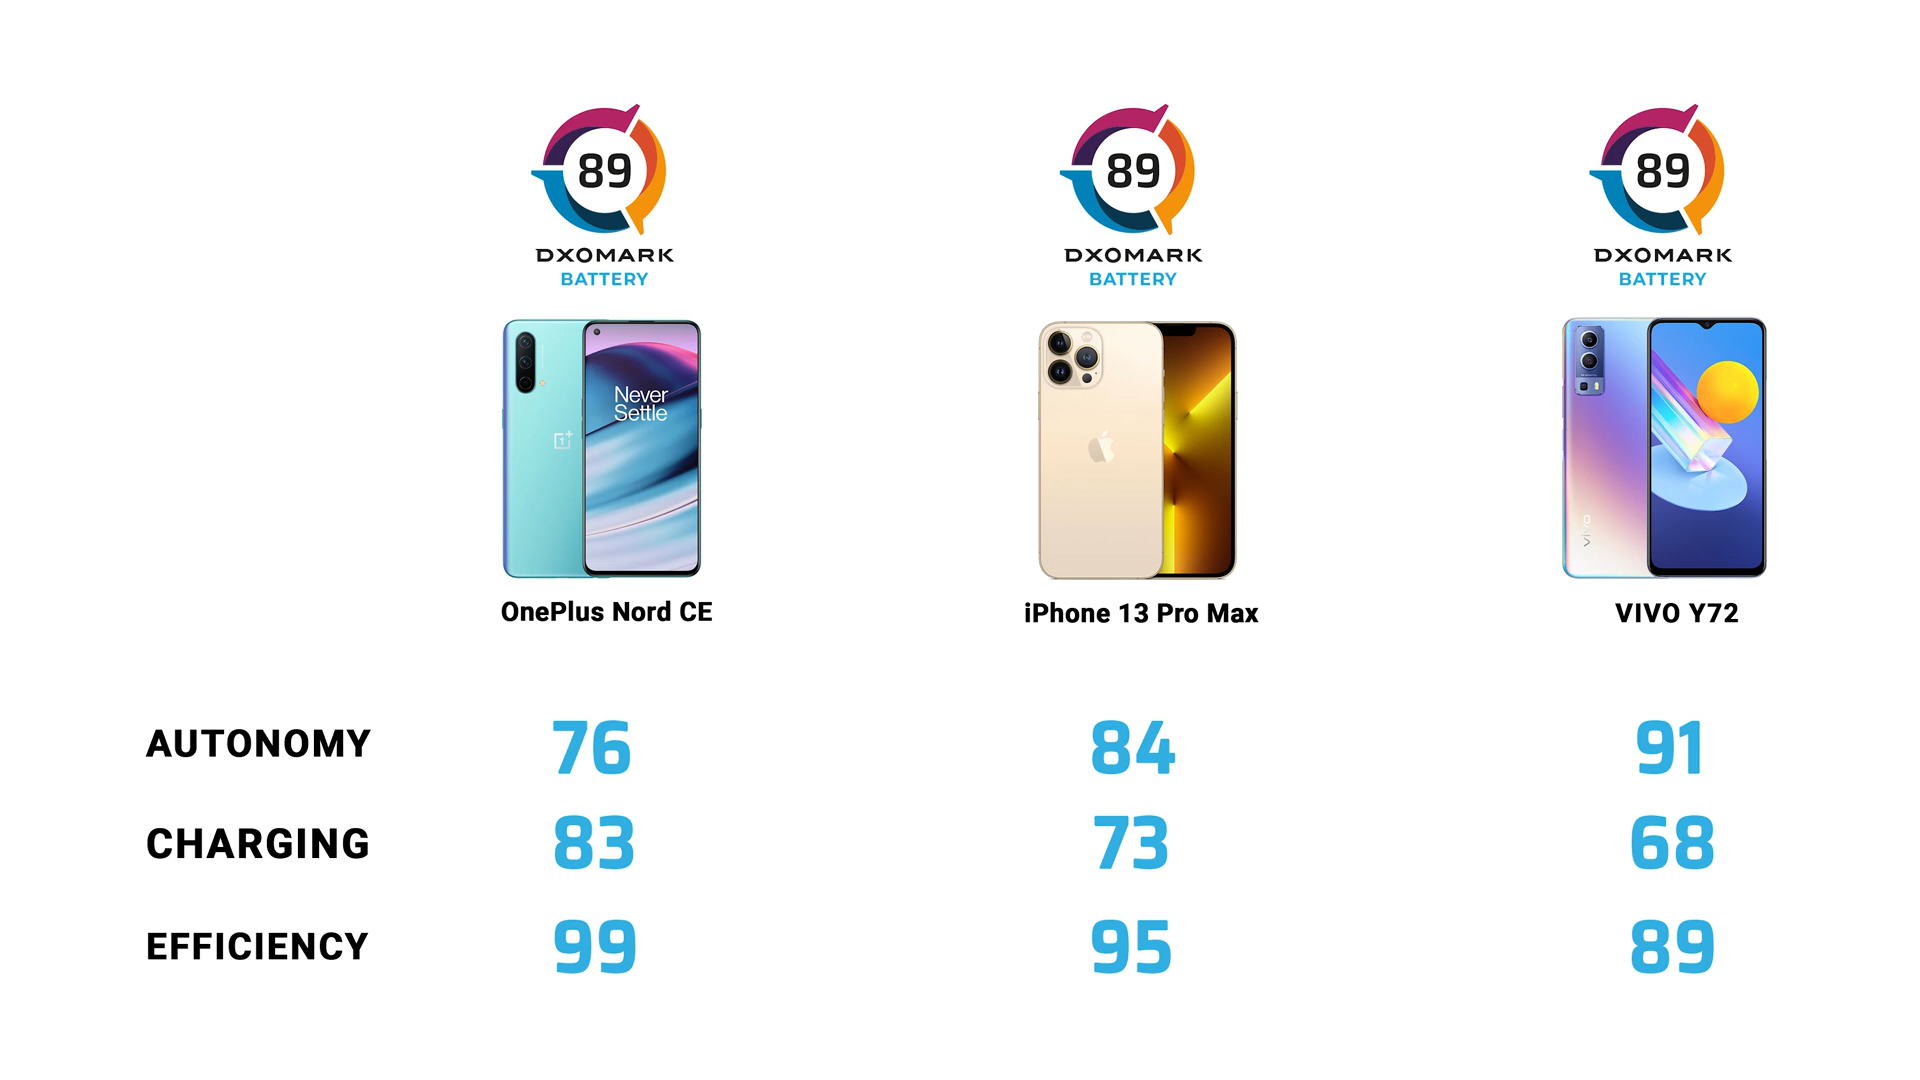 89 89 89
DXOMARK DXOMARK DXOMARK
BATTERY BATTERY BATTERY
Never
Settle
vivo
OnePlus Nord CE iPhone 13 Pro Max VIVO Y72
AUTONOMY 76 84 91
CHARGING 83 73 68
EFFICIENCY 99 95 89